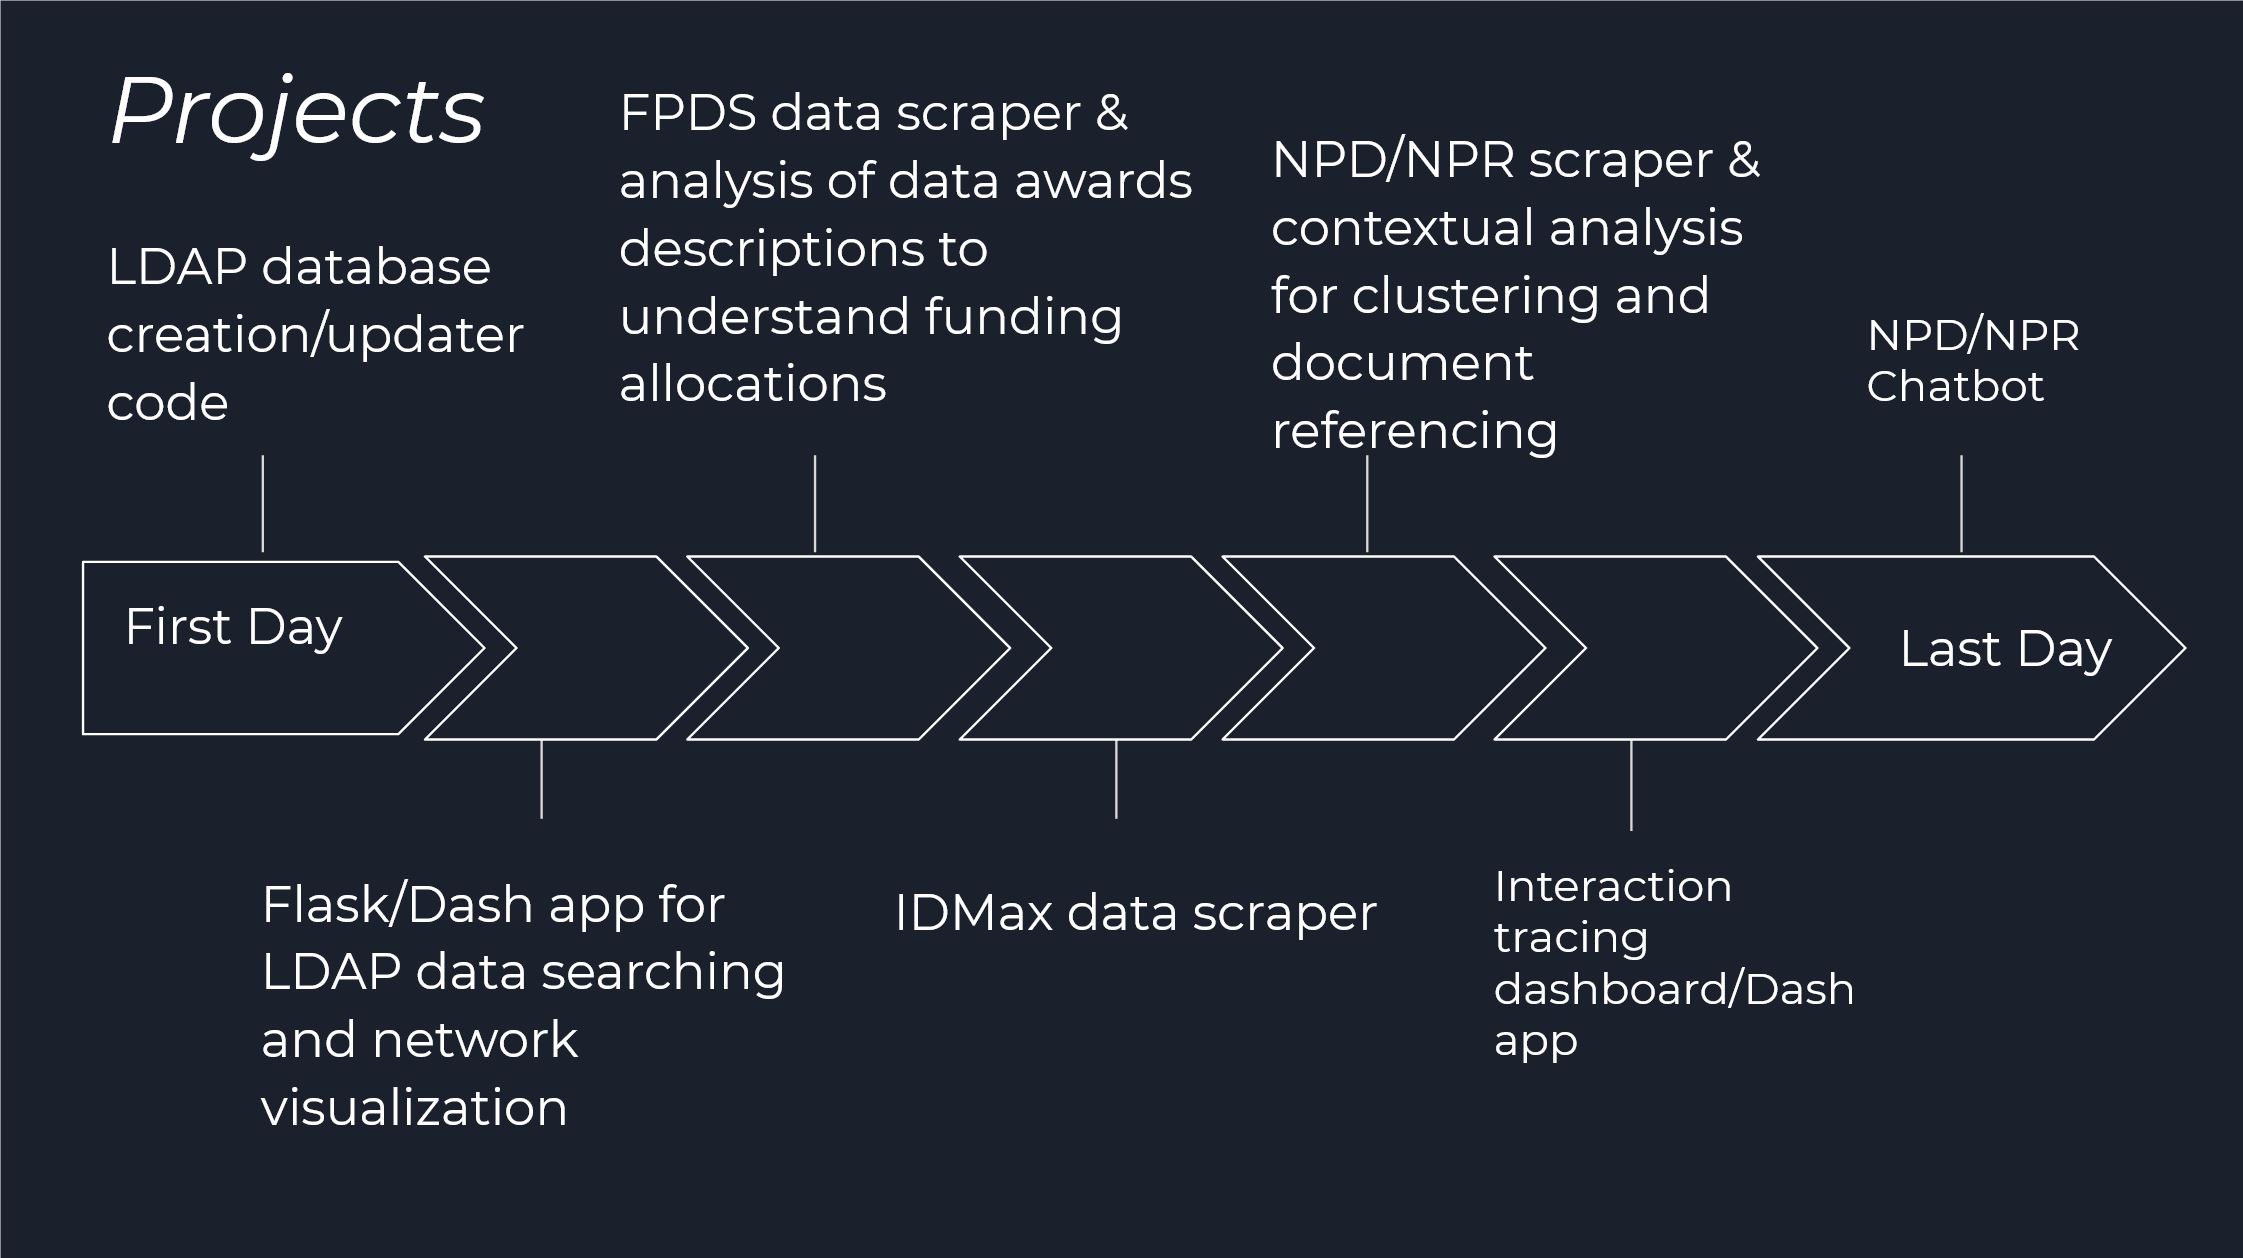 Projects
LDAP database
creation/updater
code
FPDS data scraper &
analysis of data awards
descriptions to
understand funding
allocations
NPD/NPR scraper &
contextual analysis
for clustering and
document
referencing
NPD/NPR
Chatbot
First Day
Last Day
Flask/Dash app for
LDAP data searching
and network
visualization
IDMax data scraper
Interaction
tracing
dashboard/Dash
app